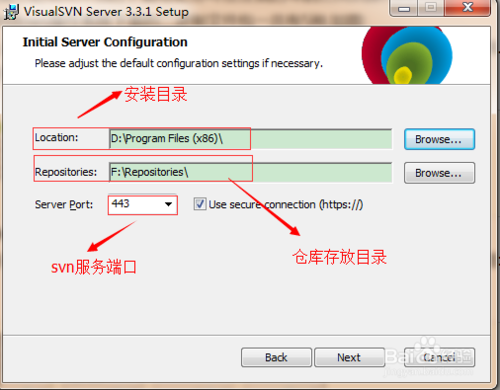 VisualSVN Server 3.3.1 Setup
Initial Server Configuration
Please adjust the default configuration settings if necessary.
安装目录
Location: D:\Program Files (x86)\ Browse...
Repositories: F:\Repositories\ Browse...
Server Port: 443 Use secure connection (https://)
svn服务端口
仓库存放目录
Back Next Cancel